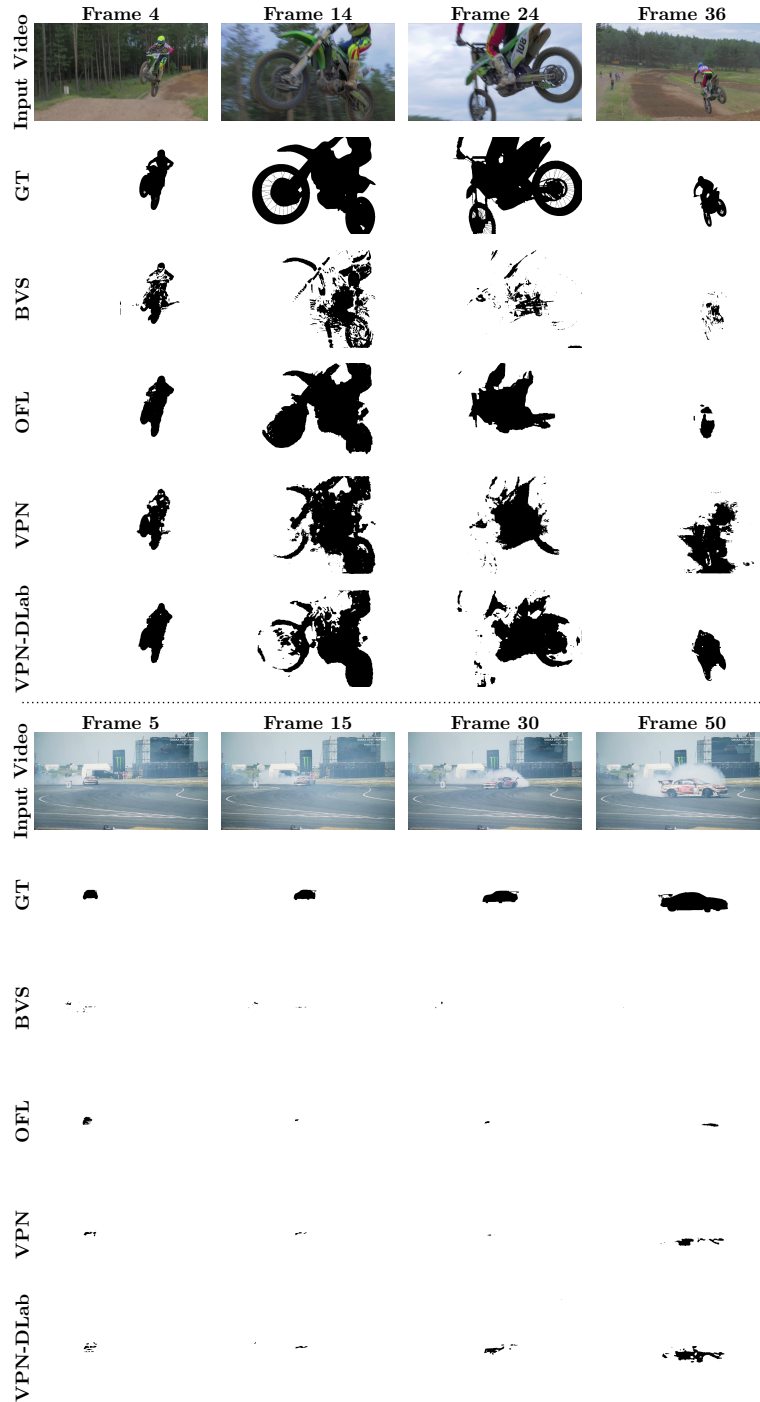 Frame 4 Frame 14 Frame 24 Frame 36
Input Video
GT
BVS
OFL
VPN
VPN-DLab
Frame 5 Frame 15 Frame 30 Frame 50
Input Video
GT
BVS
OFL
VPN
VPN-DLab